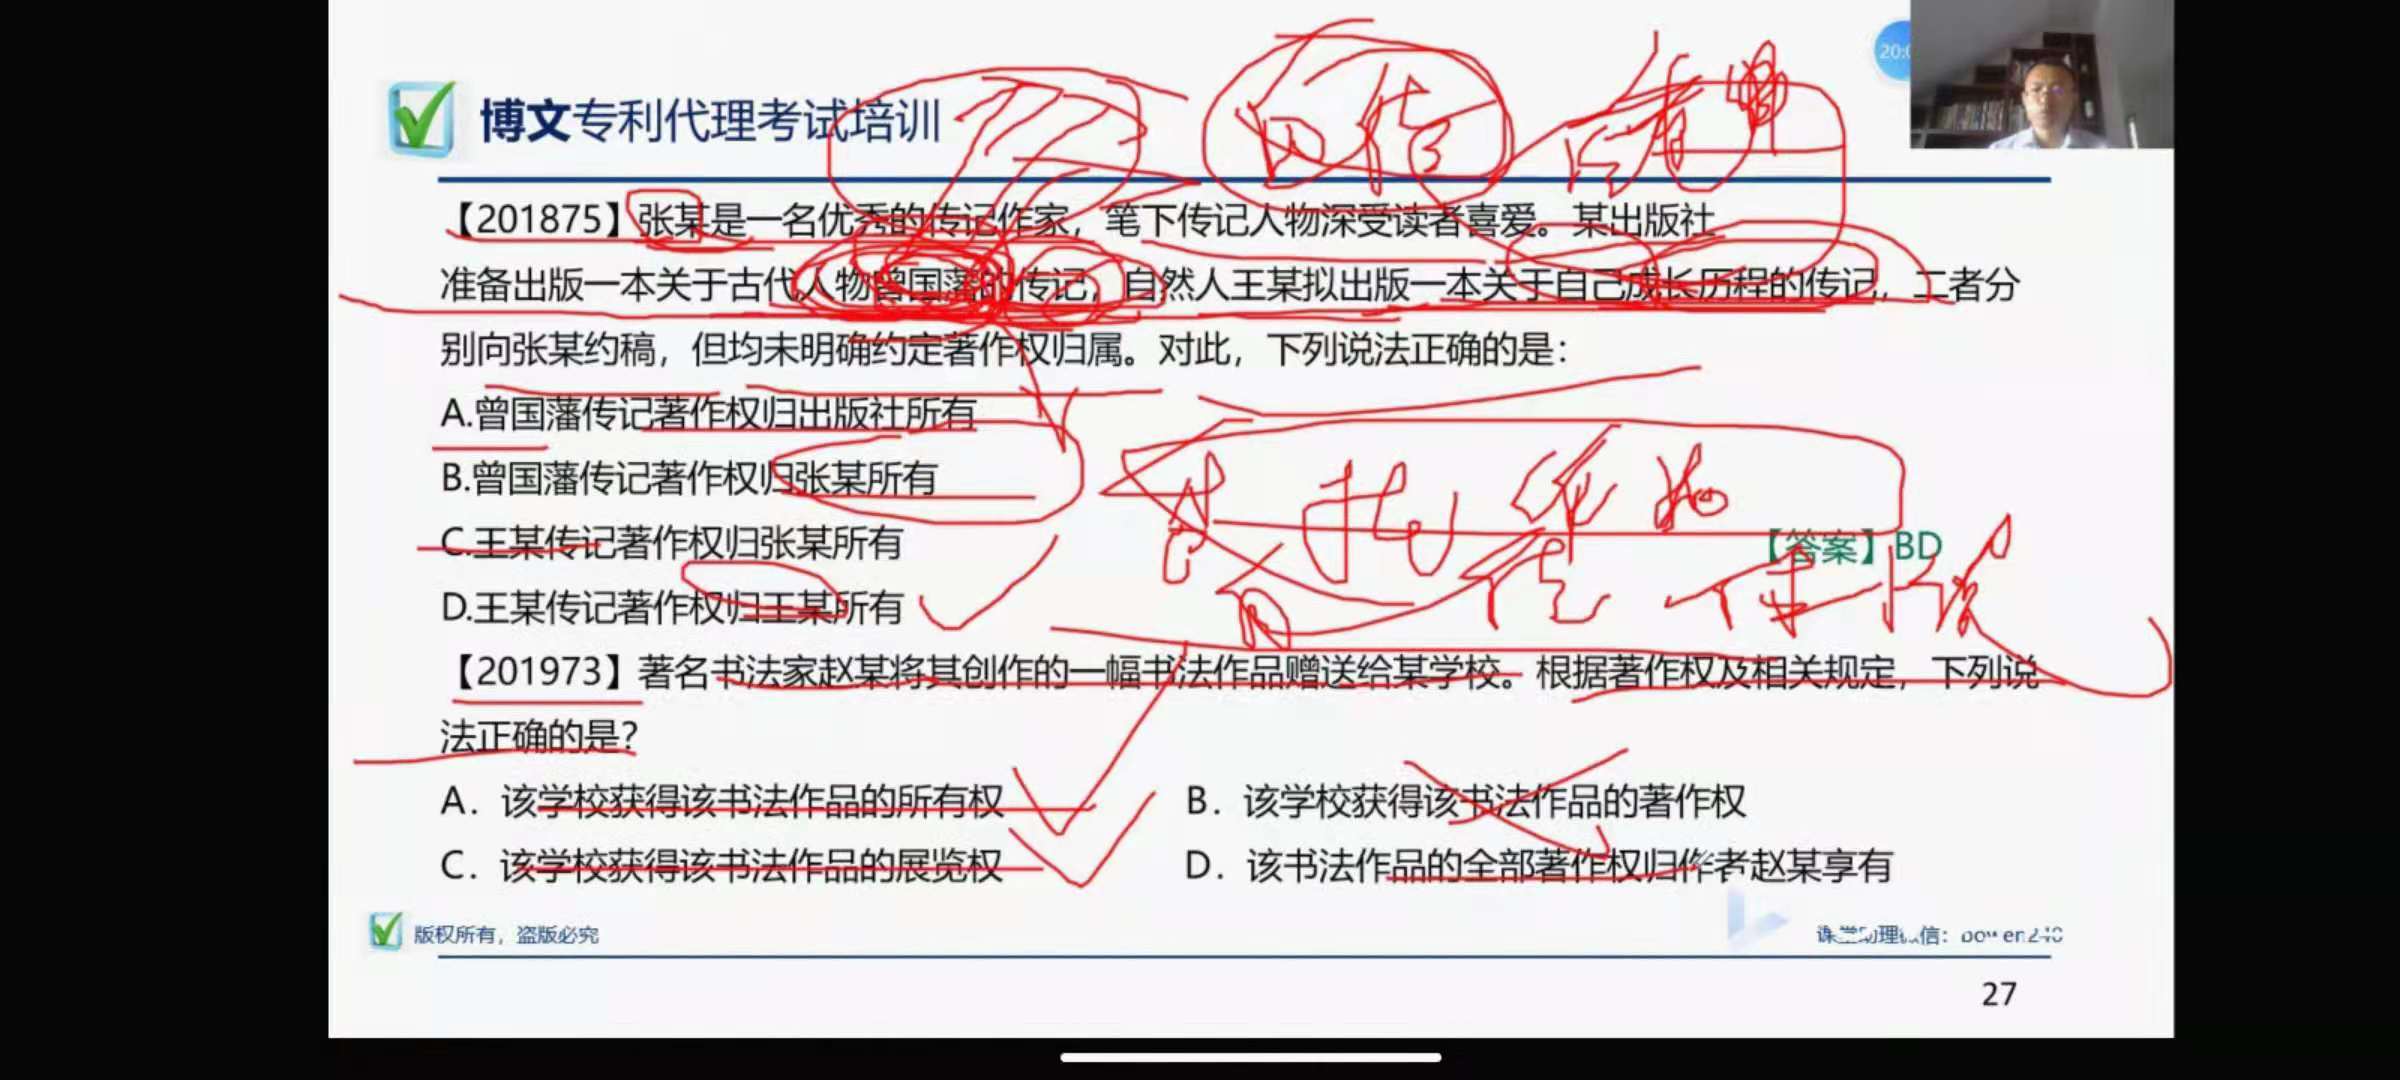 博文专利代理考试培训
【201875】张某是一名优秀的传记作家，笔下传记人物深受读者喜爱。某出版社
准备出版一本关于古代人物曾国藩的传记，自然人王某拟出版一本关于自己成长历程的传记，二者分
别向张某约稿，但均未明确约定著作权归属。对此，下列说法正确的是：
A.曾国藩传记著作权归出版社所有
B.曾国藩传记著作权归张某所有
C.王某传记著作权归张某所有
【答案】BD
D.王某传记著作权归王某所有
【201973】著名书法家赵某将其创作的一幅书法作品赠送给某学校。根据著作权及相关规定，下列说
法正确的是？
A．该学校获得该书法作品的所有权
B．该学校获得该书法作品的著作权
C．该学校获得该书法作品的展览权
D．该书法作品的全部著作权归作者赵某享有
版权所有，盗版必究
27